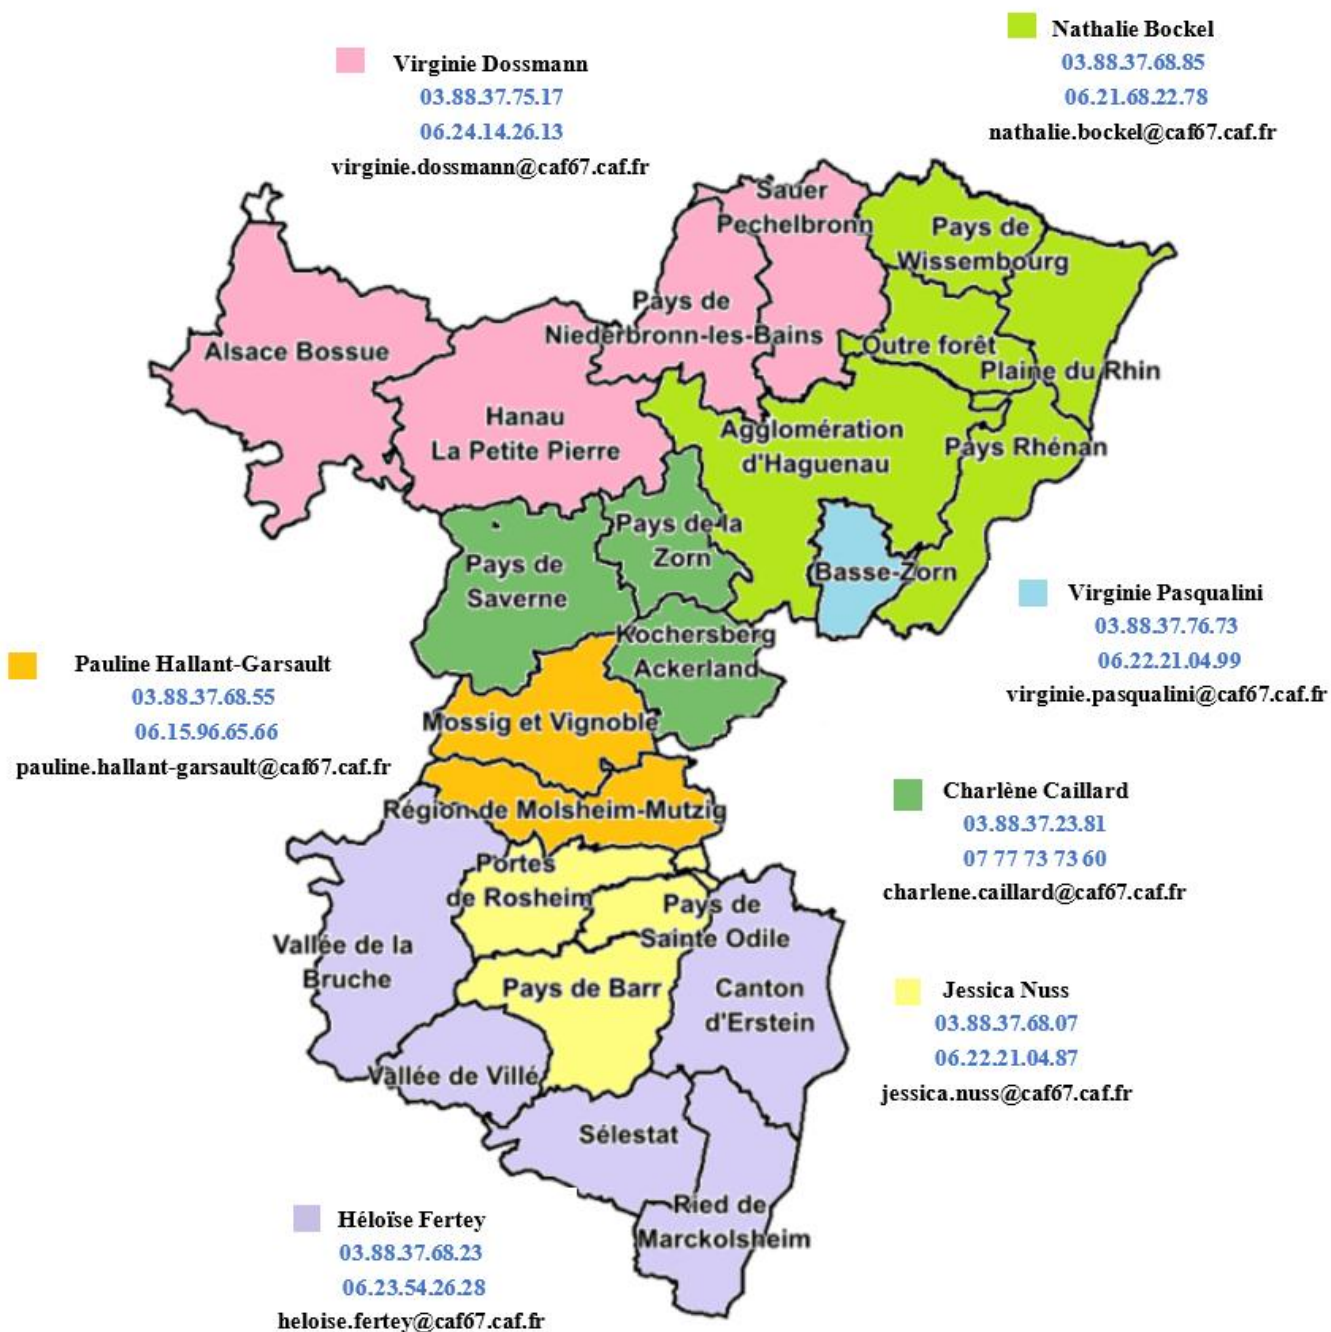 Nathalie Bockel
03.88.37.68.85
06.21.68.22.78
nathalie.bockel@caf67.caf.fr
Virginie Dossmann
03.88.37.75.17
06.24.14.26.13
virginie.dossmann@caf67.caf.fr
Sauer
Pechelbronn
Pays de
Wissembourg
Pays de
Niederbronn-les-Bains
Alsace Bossue
Outre forêt
Plaine du Rhin
Hanau
La Petite Pierre
Agglomération
d'Haguenau
Pays Rhénan
Pays de la
Zorn
Pays de
Saverne
Basse-Zorn
Virginie Pasqualini
03.88.37.76.73
06.22.21.04.99
virginie.pasqualini@caf67.caf.fr
Kochersberg
Ackerland
Pauline Hallant-Garsault
03.88.37.68.55
06.15.96.65.66
pauline.hallant-garsault@caf67.caf.fr
Mossig et Vignoble
Région de Molsheim-Mutzig
Charlène Caillard
03.88.37.23.81
07 77 73 73 60
charlene.caillard@caf67.caf.fr
Portes
de Rosheim
Pays de
Sainte Odile
Vallée de la
Bruche
Pays de Barr
Canton
d'Erstein
Jessica Nuss
03.88.37.68.07
06.22.21.04.87
jessica.nuss@caf67.caf.fr
Vallée de Villé
Sélestat
Ried de
Marckolsheim
Héloïse Fertey
03.88.37.68.23
06.23.54.26.28
heloise.fertey@caf67.caf.fr